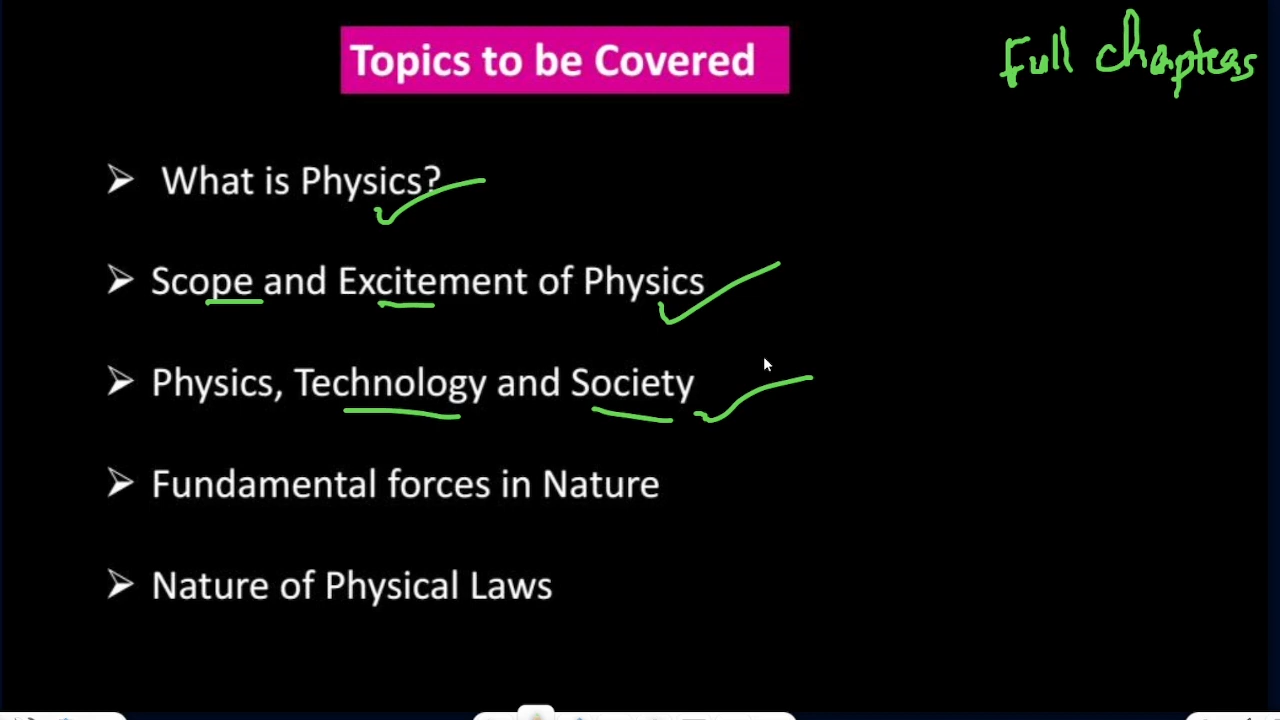 Topics to be Covered
Full chapters
➢ What is Physics?
➢ Scope and Excitement of Physics
➢ Physics, Technology and Society
➢ Fundamental forces in Nature
➢ Nature of Physical Laws